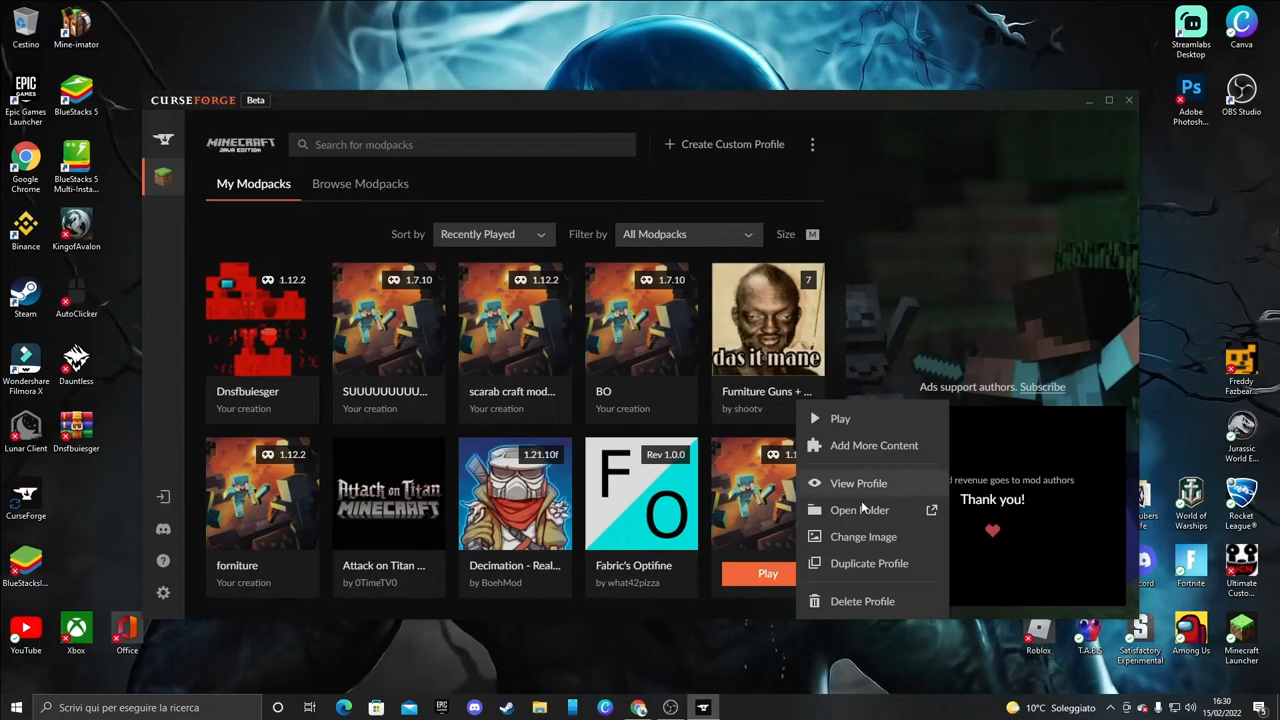 Cestino
Mine-imator
Streamlabs
Desktop
Canva
EPIC
GAMES
Epic Games
Launcher
BlueStacks 5
Adobe
Photosh...
OBS Studio
Google
Chrome
BlueStacks 5
Multi-Insta...
Binance
KingofAvalon
Steam
AutoClicker
Wondershare
Filmora X
Dauntless
Lunar Client
Dnsfbuiesger
CurseForge
BlueStacksI...
YouTube
Xbox
Office
CURSEFORGE
Beta
MINECRAFT
JAVA EDITION
Search for modpacks
Create Custom Profile
My Modpacks
Browse Modpacks
Sort by
Recently Played
Filter by
All Modpacks
Size
M
1.12.2
1.7.10
1.12.2
1.7.10
7
das it mane
Dnsfbuiesger
Your creation
SUUUUUUUUU...
Your creation
scarab craft mod...
Your creation
BO
Your creation
Furniture Guns + ...
by shootv
1.12.2
Attack on Titan
1.21.10f
F
O
Rev 1.0.0
forniture
Your creation
Attack on Titan ...
by 0TimeTV0
Decimation - Real...
by BoehMod
Fabric's Optifine
by what42pizza
Play
Play
Add More Content
View Profile
Open Folder
Change Image
Duplicate Profile
Delete Profile
Ads support authors. Subscribe
revenue goes to mod authors
Thank you!
Freddy
Fazbear...
Jurassic
World E...
World of
Warships
Rocket
League®
Fortnite
Ultimate
Custo...
Roblox
T.A.B.S
Satisfactory
Experimental
Among Us
Minecraft
Launcher
Scrivi qui per eseguire la ricerca
10°C Soleggiato
16:30
15/02/2022